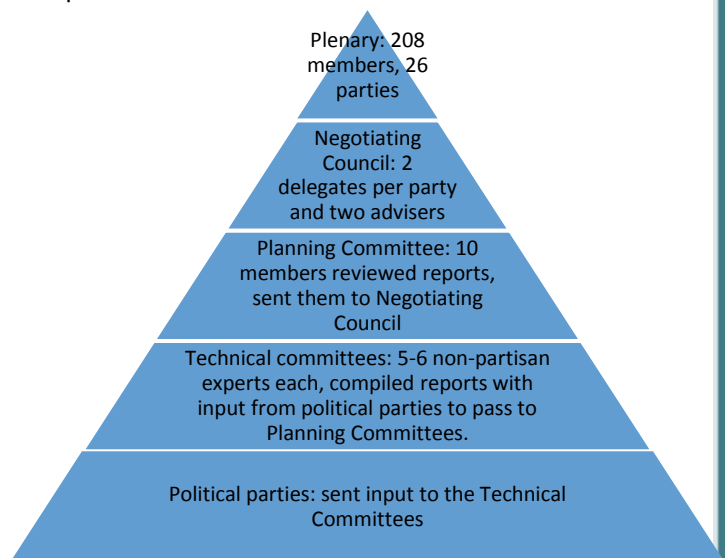 Plenary: 208
members, 26
parties
Negotiating
Council: 2
delegates per party
and two advisers
Planning Committee: 10
members reviewed reports,
sent them to Negotiating
Council
Technical committees: 5-6 non-partisan
experts each, compiled reports with
input from political parties to pass to
Planning Committees.
Political parties: sent input to the Technical
Committees